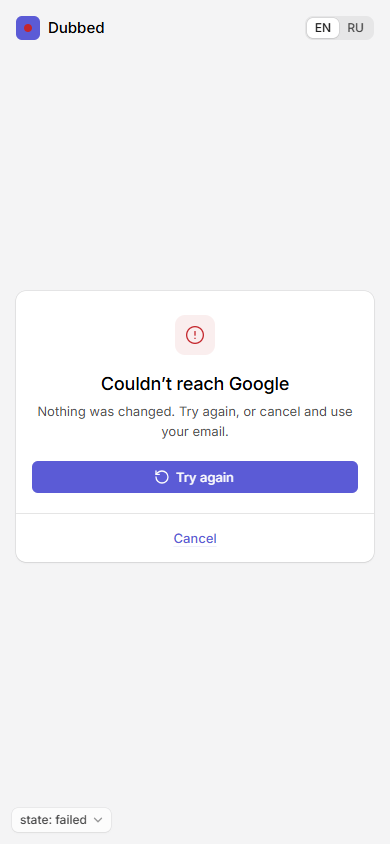 Dubbed
EN RU
Couldn’t reach Google
Nothing was changed. Try again, or cancel and use
your email.
Try again
Cancel
state: failed